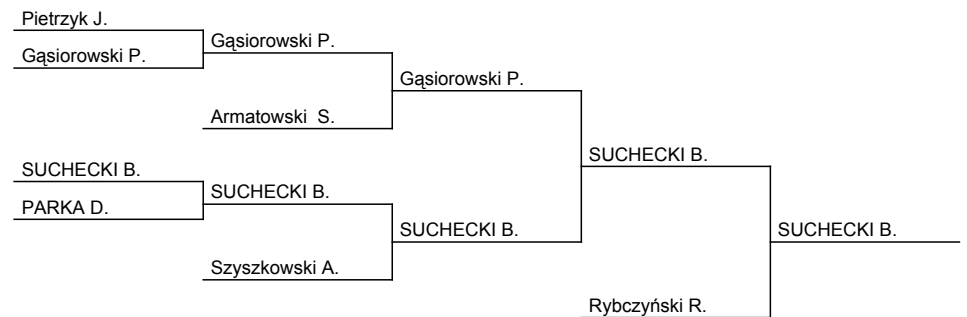 Pietrzyk J.
Gąsiorowski P.
Gąsiorowski P.
Gąsiorowski P.
Armatowski  S.
SUCHECKI B.
SUCHECKI B.
SUCHECKI B.
PARKA D.
SUCHECKI B.
SUCHECKI B.
Szyszkowski A.
Rybczyński R.